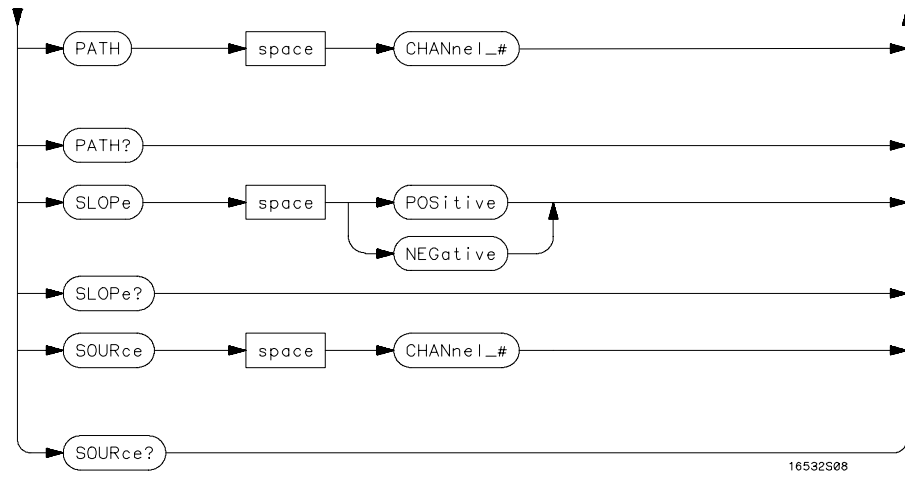 PATH space CHANnel_#
PATH?
SLOPe space POSitive
NEGative
SLOPe?
SOURce space CHANnel_#
SOURce?
16532S08